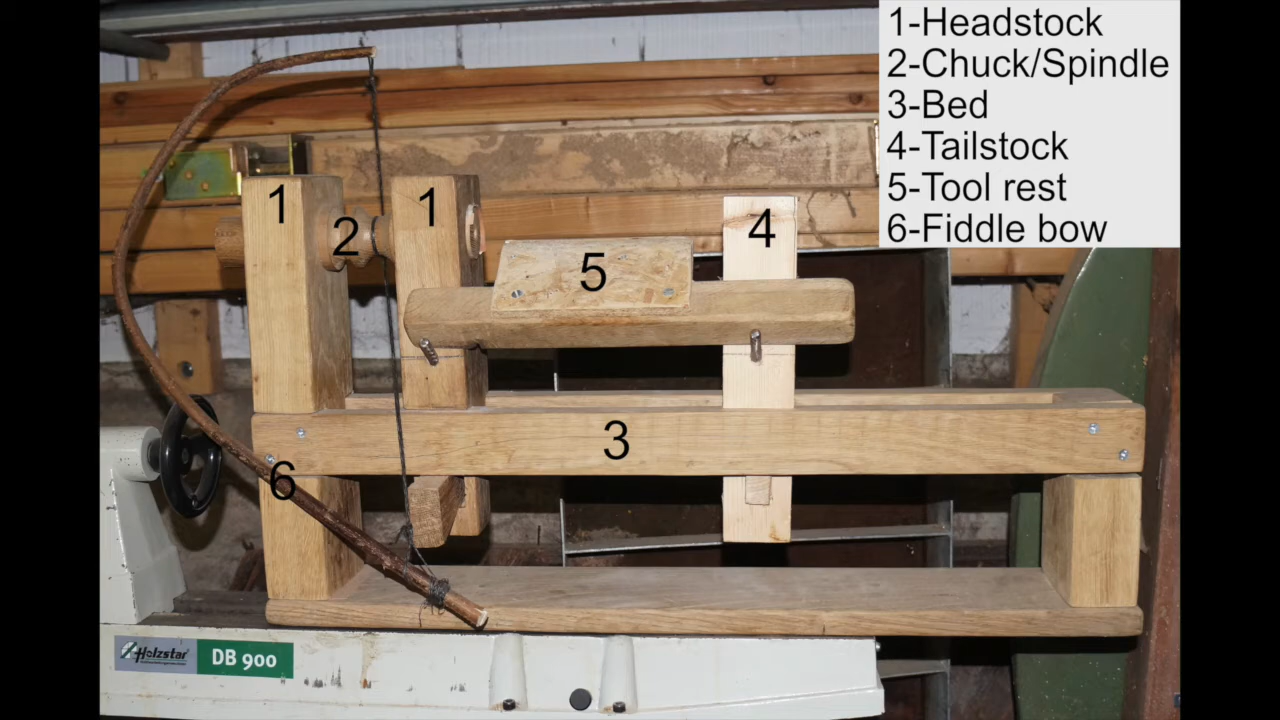 1-Headstock
2-Chuck/Spindle
3-Bed
4-Tailstock
5-Tool rest
6-Fiddle bow
1
2
1
4
5
3
6
Holzstar
DB 900